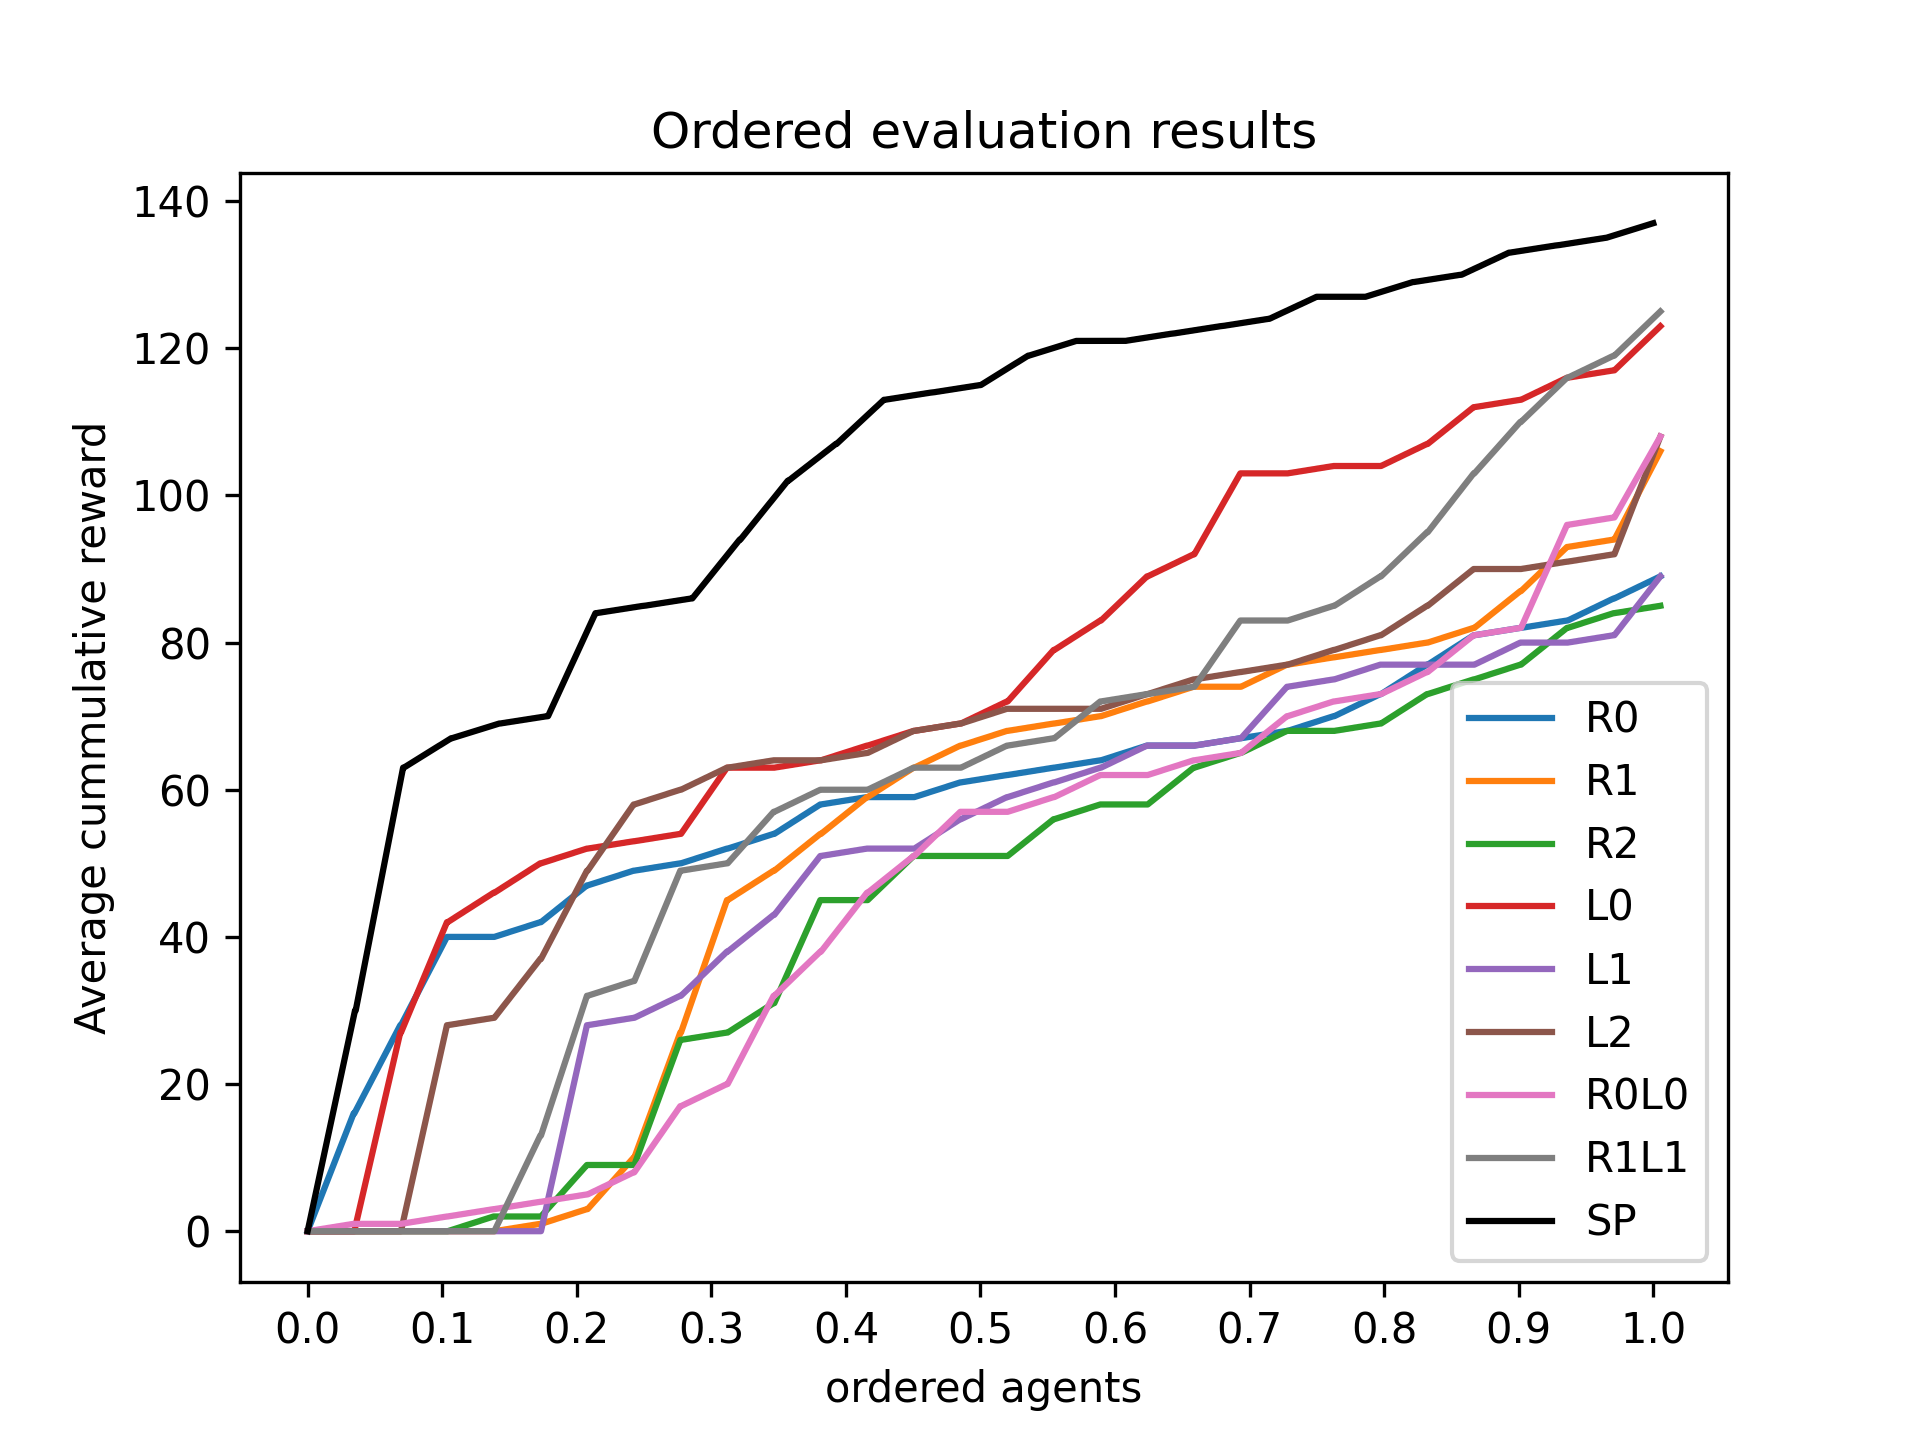 Ordered evaluation results
Average cummulative reward
140
120
100
80
60
40
20
0
0.0 0.1 0.2 0.3 0.4 0.5 0.6 0.7 0.8 0.9 1.0
ordered agents
R0
R1
R2
L0
L1
L2
R0L0
R1L1
SP